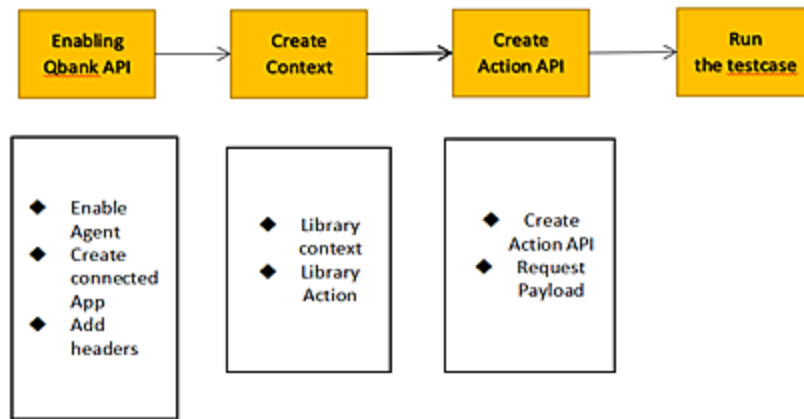 Enabling
Qbank API
Create
Context
Create
Action API
Run
the testcase
Enable
Agent
Create
connected
App
Add
headers
Library
context
Library
Action
Create
Action API
Request
Payload